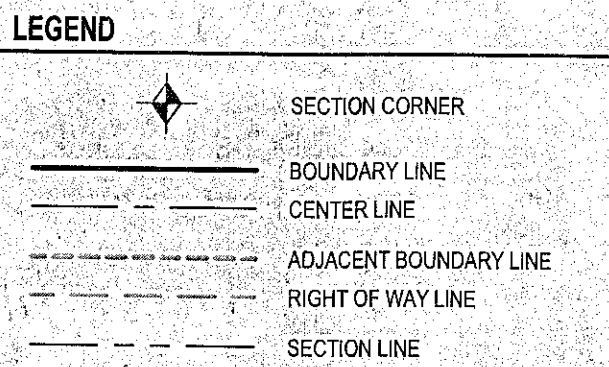 LEGEND
SECTION CORNER
BOUNDARY LINE
CENTER LINE
ADJACENT BOUNDARY LINE
RIGHT OF WAY LINE
SECTION LINE